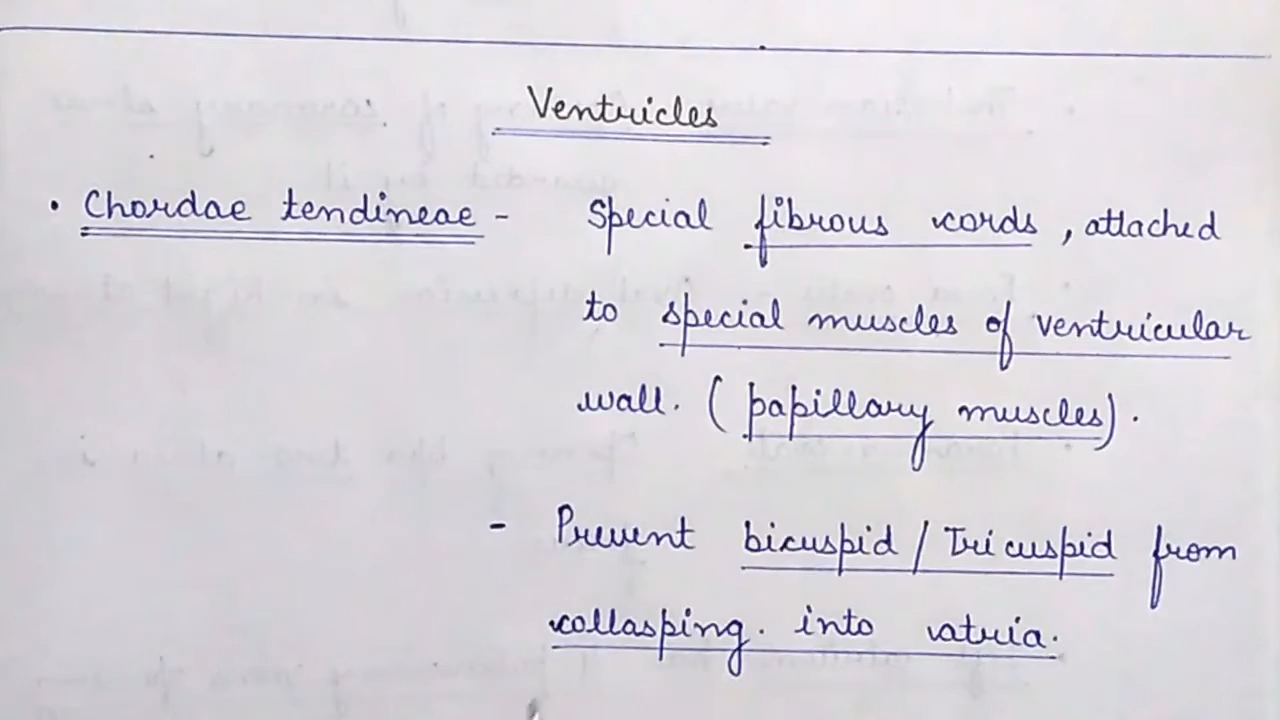 Ventricles
• Chordae tendineae - Special fibrous cords, attached
to special muscles of ventricular
wall. (papillary muscles).
- Prevent bicuspid / Tricuspid from
collasping. into atria.